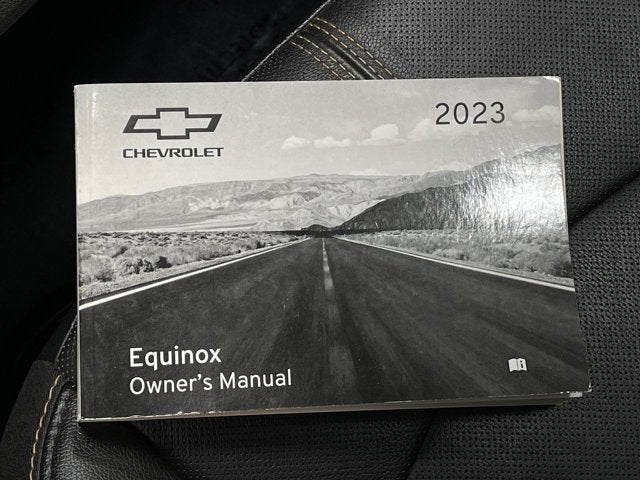 2023
CHEVROLET
Equinox
Owner's Manual